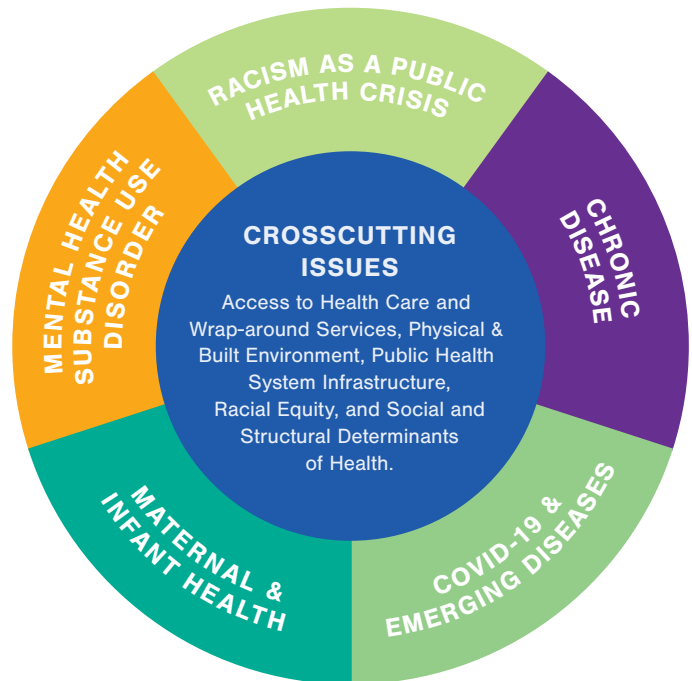 RACISM AS A PUBLIC
HEALTH CRISIS
CHRONIC
DISEASE
COVID-19 &
EMERGING DISEASES
MATERNAL &
INFANT HEALTH
MENTAL HEALTH
SUBSTANCE USE
DISORDER
CROSSCUTTING
ISSUES
Access to Health Care and
Wrap-around Services, Physical &
Built Environment, Public Health
System Infrastructure,
Racial Equity, and Social and
Structural Determinants
of Health.